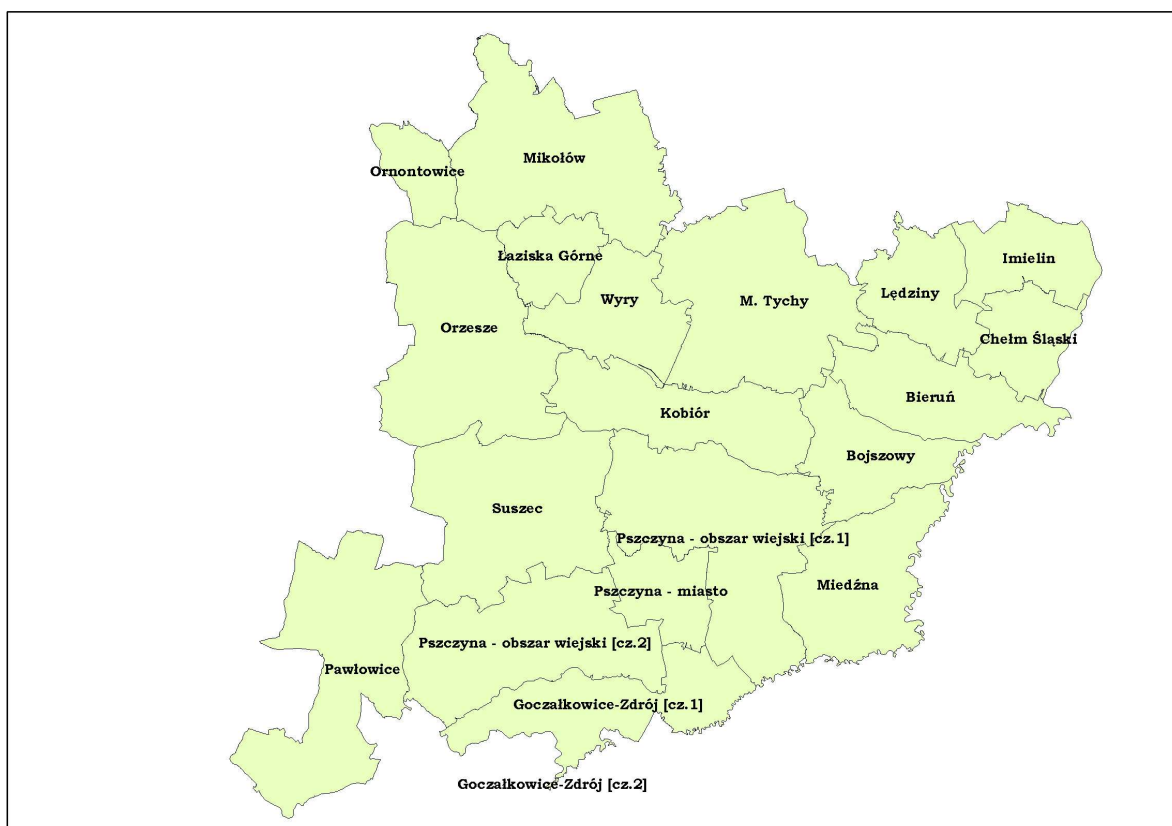 Mikołów
Ornontowice
Łaziska Górne
Imielin
Lędziny
Wyry
M. Tychy
Orzesze
Chełm Śląski
Bieruń
Kobiór
Bojszowy
Suszec
Pszczyna - obszar wiejski [cz.1]
Miedźna
Pszczyna - miasto
Pszczyna - obszar wiejski [cz.2]
Pawłowice
Goczałkowice-Zdrój [cz.1]
Goczałkowice-Zdrój [cz.2]